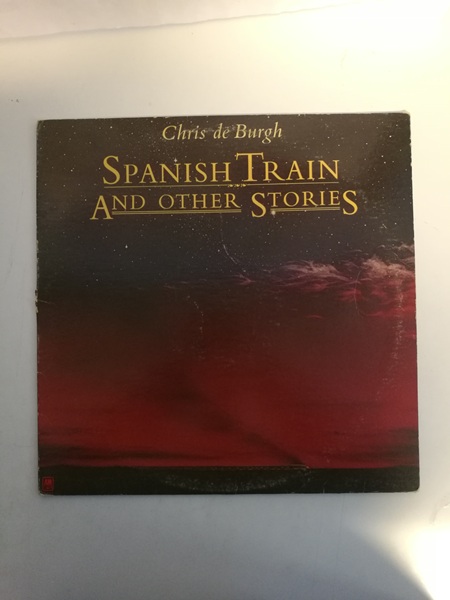 Chris de Burgh
SPANISH TRAIN
AND OTHER STORIES